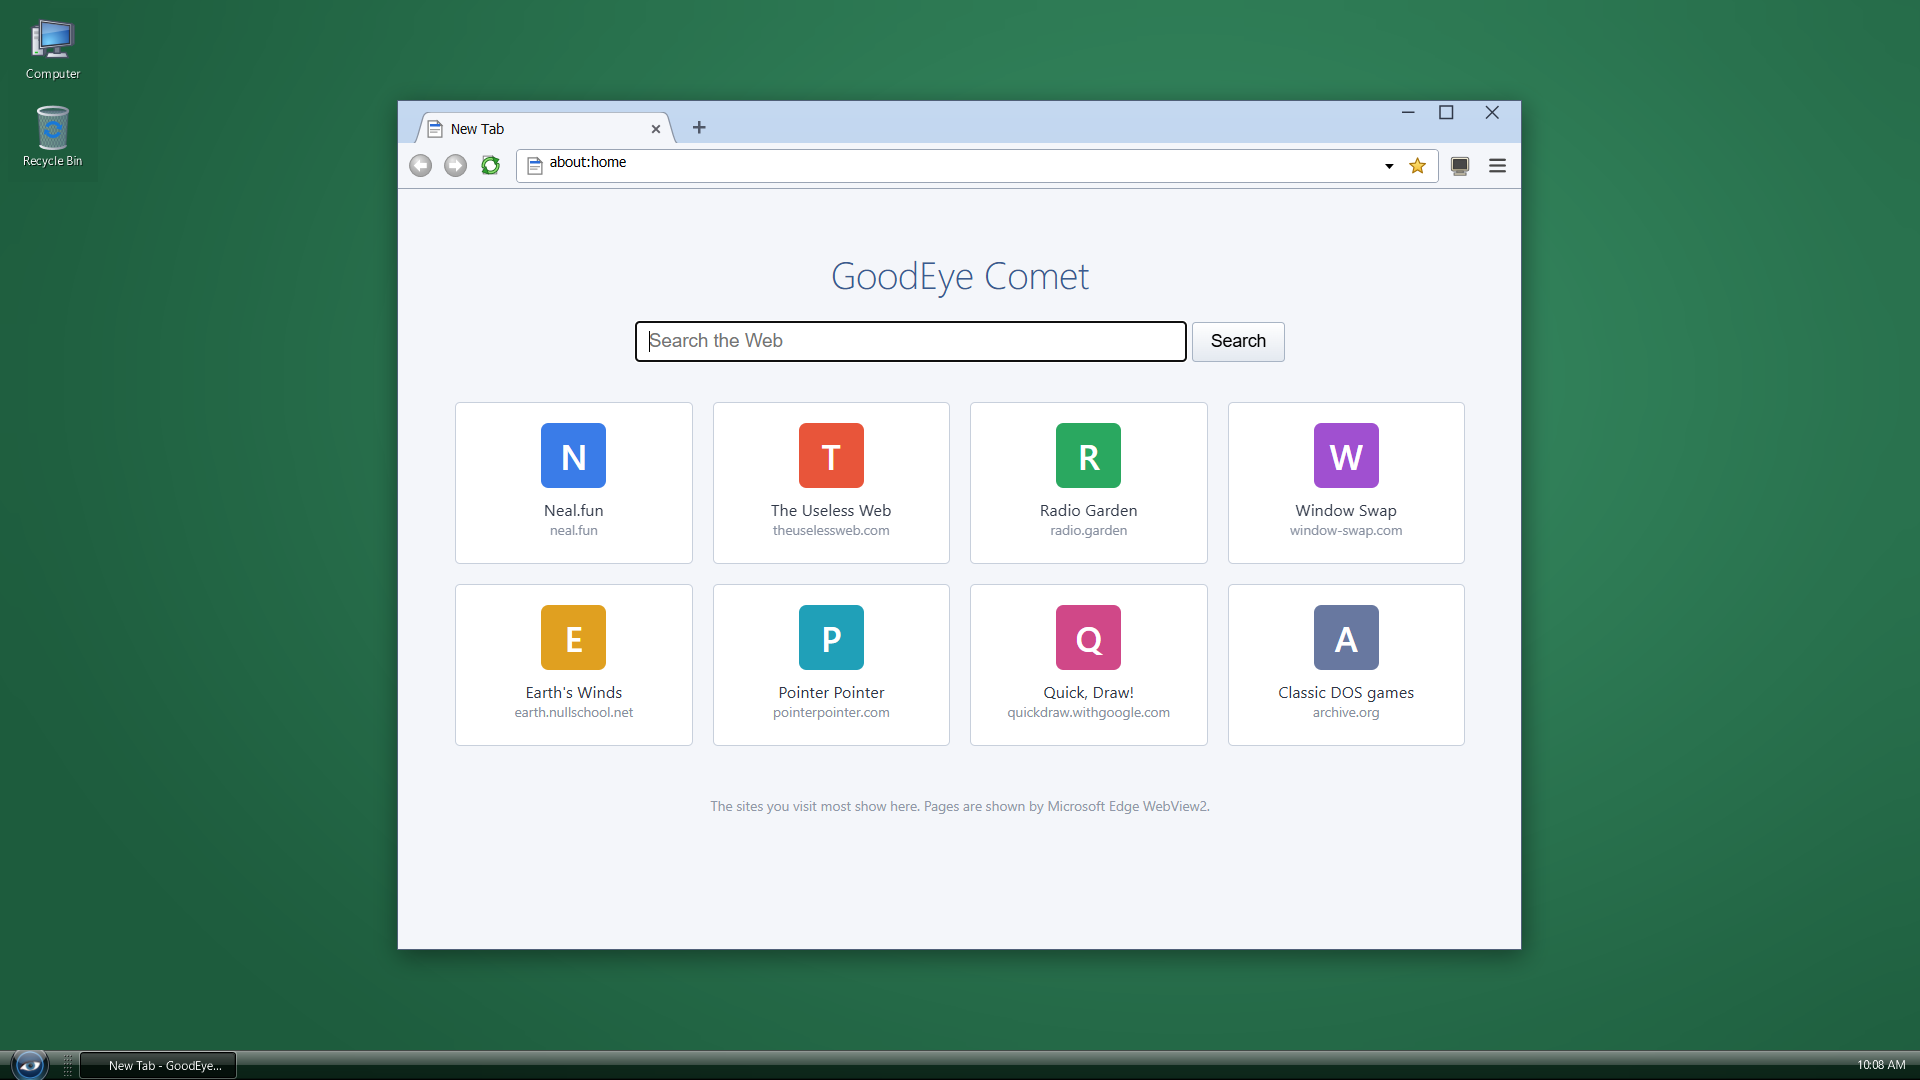 Computer
Recycle Bin
New Tab
about:home
GoodEye Comet
Search the Web
Search
N
Neal.fun
neal.fun
T
The Useless Web
theuselessweb.com
R
Radio Garden
radio.garden
W
Window Swap
window-swap.com
E
Earth's Winds
earth.nullschool.net
P
Pointer Pointer
pointerpointer.com
Q
Quick, Draw!
quickdraw.withgoogle.com
A
Classic DOS games
archive.org
The sites you visit most show here. Pages are shown by Microsoft Edge WebView2.
New Tab - GoodEye...
10:08 AM